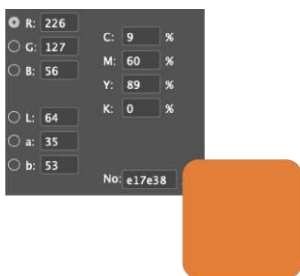 R: 226
G: 127
B: 56
L: 64
a: 35
b: 53
C: 9 %
M: 60 %
Y: 89 %
K: 0 %
No: e17e38